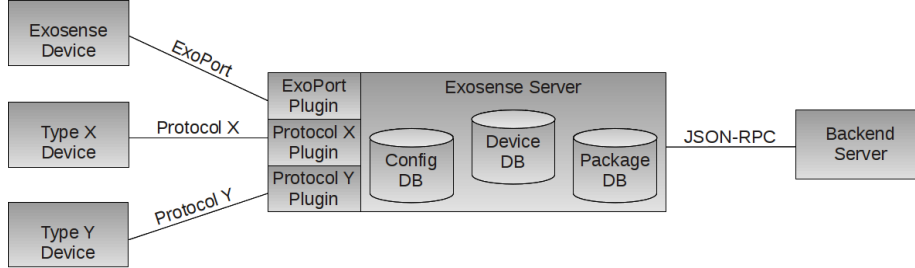 Exosense
Device
ExoPort
ExoPort
Plugin
Exosense Server
Type X
Device
Protocol X
Protocol X
Plugin
Config
DB
Device
DB
Package
DB
JSON-RPC
Backend
Server
Protocol Y
Plugin
Type Y
Device
Protocol Y